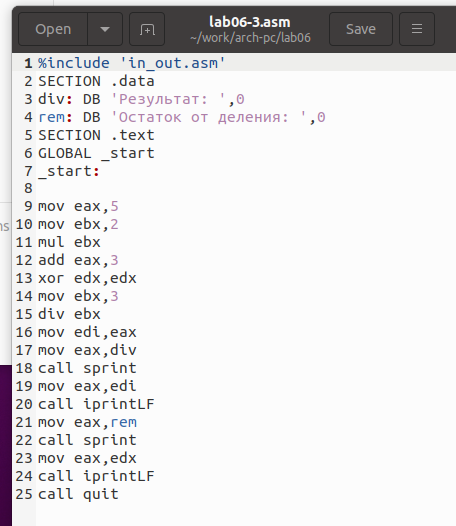 Open
lab06-3.asm
~/work/arch-pc/lab06
Save
1 %include 'in_out.asm'
2 SECTION .data
3 div: DB 'Результат: ',0
4 rem: DB 'Остаток от деления: ',0
5 SECTION .text
6 GLOBAL _start
7 _start:
8
9 mov eax,5
10 mov ebx,2
11 mul ebx
12 add eax,3
13 xor edx,edx
14 mov ebx,3
15 div ebx
16 mov edi,eax
17 mov eax,div
18 call sprint
19 mov eax,edi
20 call iprintLF
21 mov eax,rem
22 call sprint
23 mov eax,edx
24 call iprintLF
25 call quit